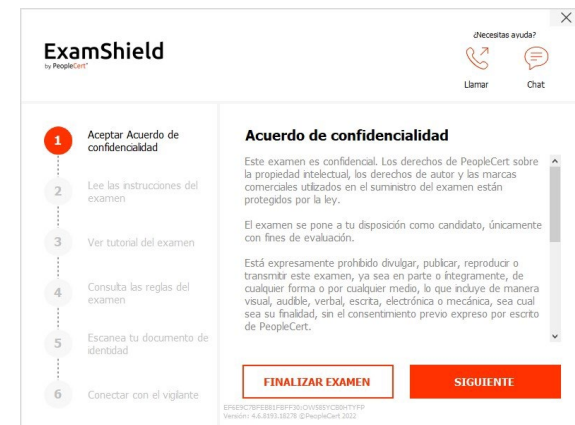 ¿Necesitas ayuda?
ExamShield
by PeopleCert
Llamar
Chat
1
Aceptar Acuerdo de
confidencialidad
2
Lee las instrucciones del
examen
3
Ver tutorial del examen
4
Consulta las reglas del
examen
5
Escanea tu documento de
identidad
6
Conectar con el vigilante
Acuerdo de confidencialidad
Este examen es confidencial. Los derechos de PeopleCert sobre
la propiedad intelectual, los derechos de autor y las marcas
comerciales utilizados en el suministro del examen están
protegidos por la ley.
El examen se pone a tu disposición como candidato, únicamente
con fines de evaluación.
Está expresamente prohibido divulgar, publicar, reproducir o
transmitir este examen, ya sea en parte o íntegramente, de
cualquier forma o por cualquier medio, lo que incluye de manera
visual, audible, verbal, escrita, electrónica o mecánica, sea cual
sea su finalidad, sin el consentimiento previo expreso por escrito
de PeopleCert.
FINALIZAR EXAMEN
SIGUIENTE
Versión: 4.6.8193.18278 ©PeopleCert 2022